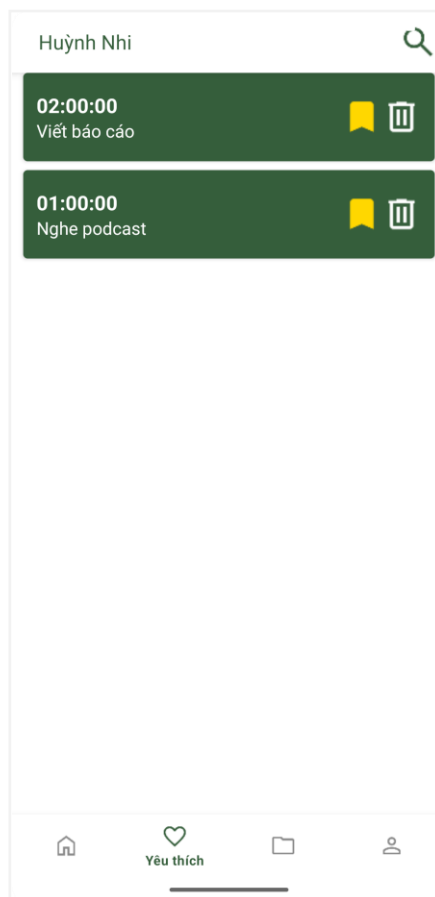 Huỳnh Nhi
02:00:00
Viết báo cáo
01:00:00
Nghe podcast
Yêu thích